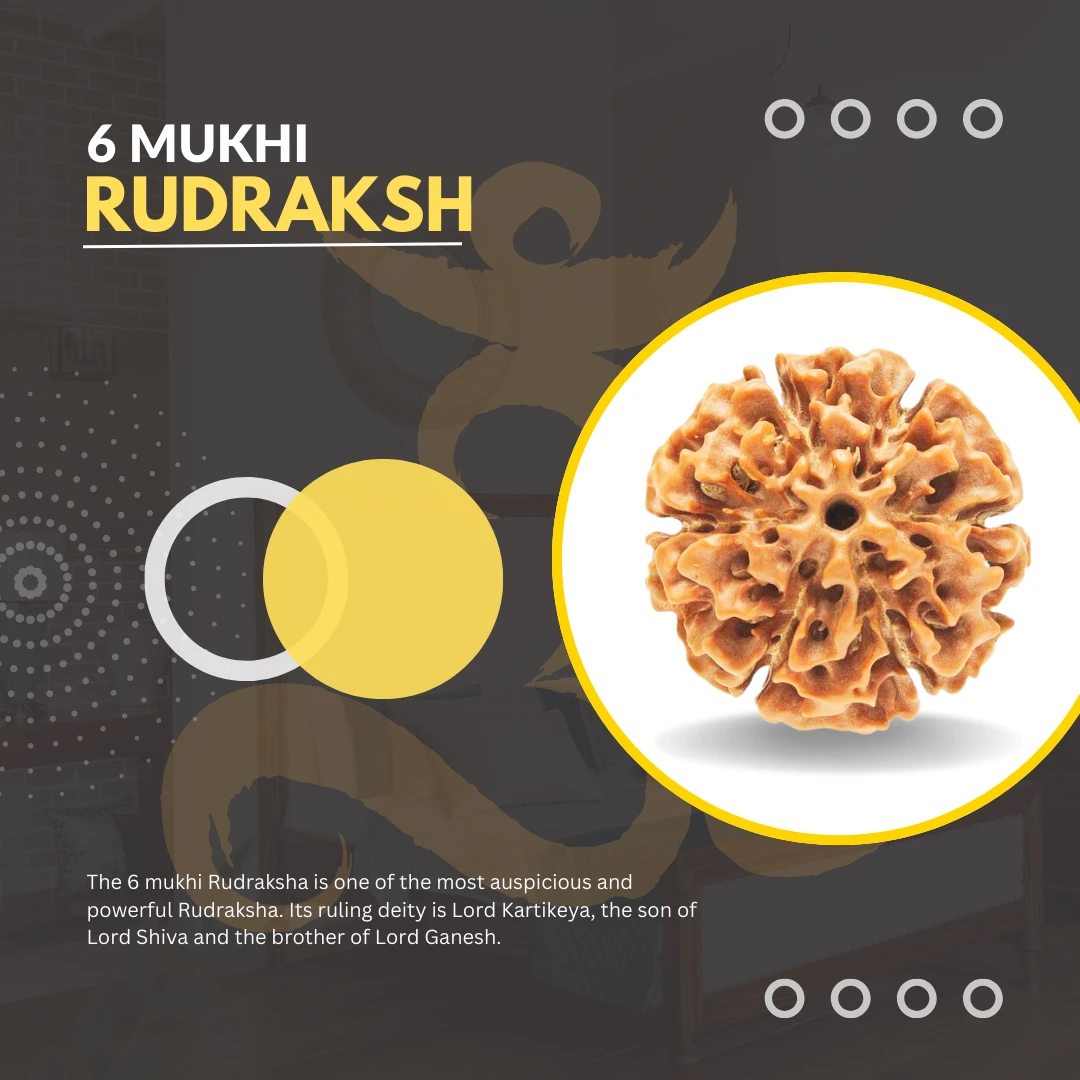 6 MUKHI
RUDRAKSH
The 6 mukhi Rudraksha is one of the most auspicious and
powerful Rudraksha. Its ruling deity is Lord Kartikeya, the son of
Lord Shiva and the brother of Lord Ganesh.